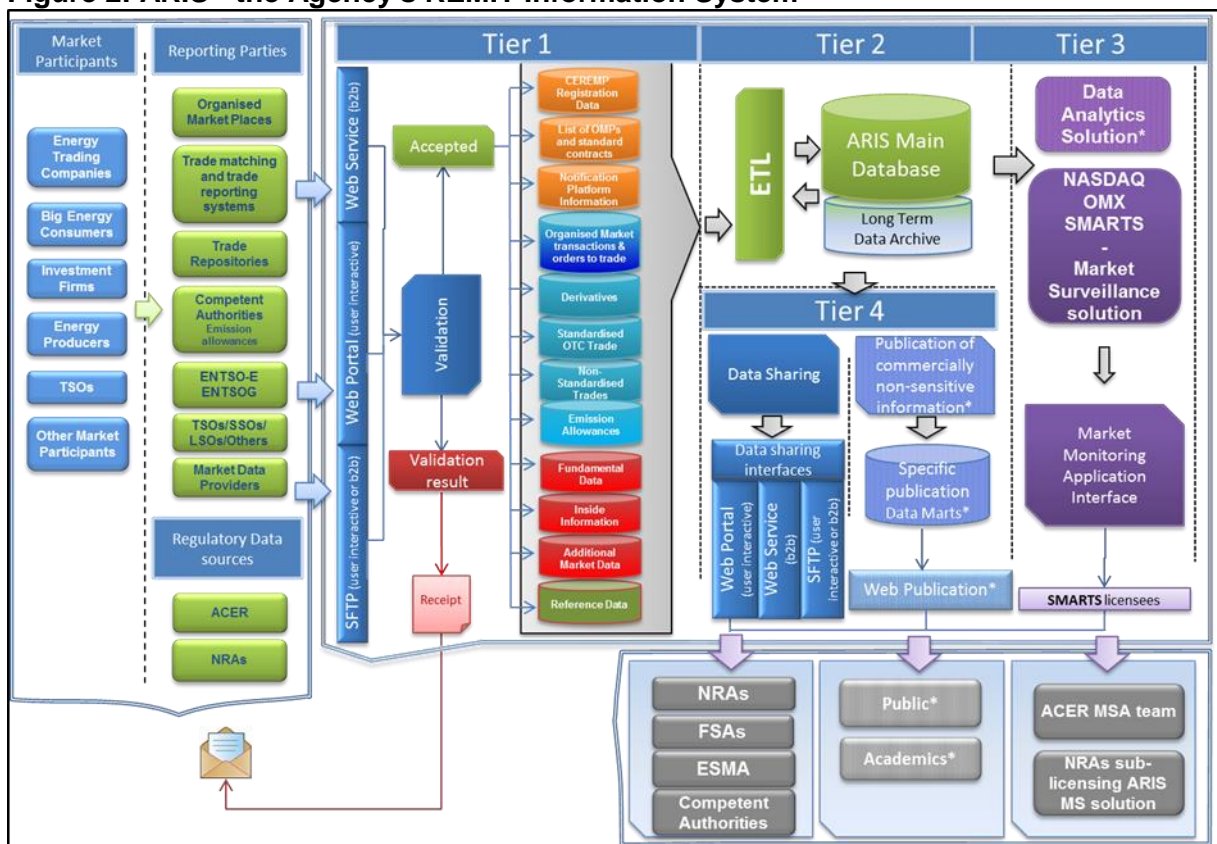 Figure 2: ARIS - the Agency's REMIT Information System
Market
Participants
Energy
Trading
Companies
Big Energy
Consumers
Investment
Firms
Energy
Producers
TSOs
Other Market
Participants
Reporting Parties
Organised
Market Places
Trade matching
and trade
reporting
systems
Trade
Repositories
Competent
Authorities
Emission
allowances
ENTSO-E
ENTSOG
TSOs/SSOs/
LSOs/Others
Market Data
Providers
Regulatory Data
sources
ACER
NRAs
Tier 1
Web Service (b2b)
Web Portal (user interactive)
SFTP (user interactive or b2b)
Accepted
Validation
Validation
result
Receipt
CEREMP
Registration
Data
List of OMPs
and standard
contracts
Notification
Platform
Information
Organised Market
transactions &
orders to trade
Derivatives
Standardised
OTC Trade
Non-
Standardised
Trades
Emission
Allowances
Fundamental
Data
Inside
Information
Additional
Market Data
Reference Data
Tier 2
ETL
ARIS Main
Database
Long Term
Data Archive
Tier 3
Data
Analytics
Solution*
NASDAQ
OMX
SMARTS
-
Market
Surveillance
solution
Market
Monitoring
Application
Interface
SMARTS licensees
Tier 4
Data Sharing
Data sharing
interfaces
Web Portal
(user interactive)
Web Service
(b2b)
SFTP (user
interactive or b2b)
Publication of
commercially
non-sensitive
information*
Specific
publication
Data Marts*
Web Publication*
NRAs
FSAs
ESMA
Competent
Authorities
Public*
Academics*
ACER MSA team
NRAs sub-
licensing ARIS
MS solution